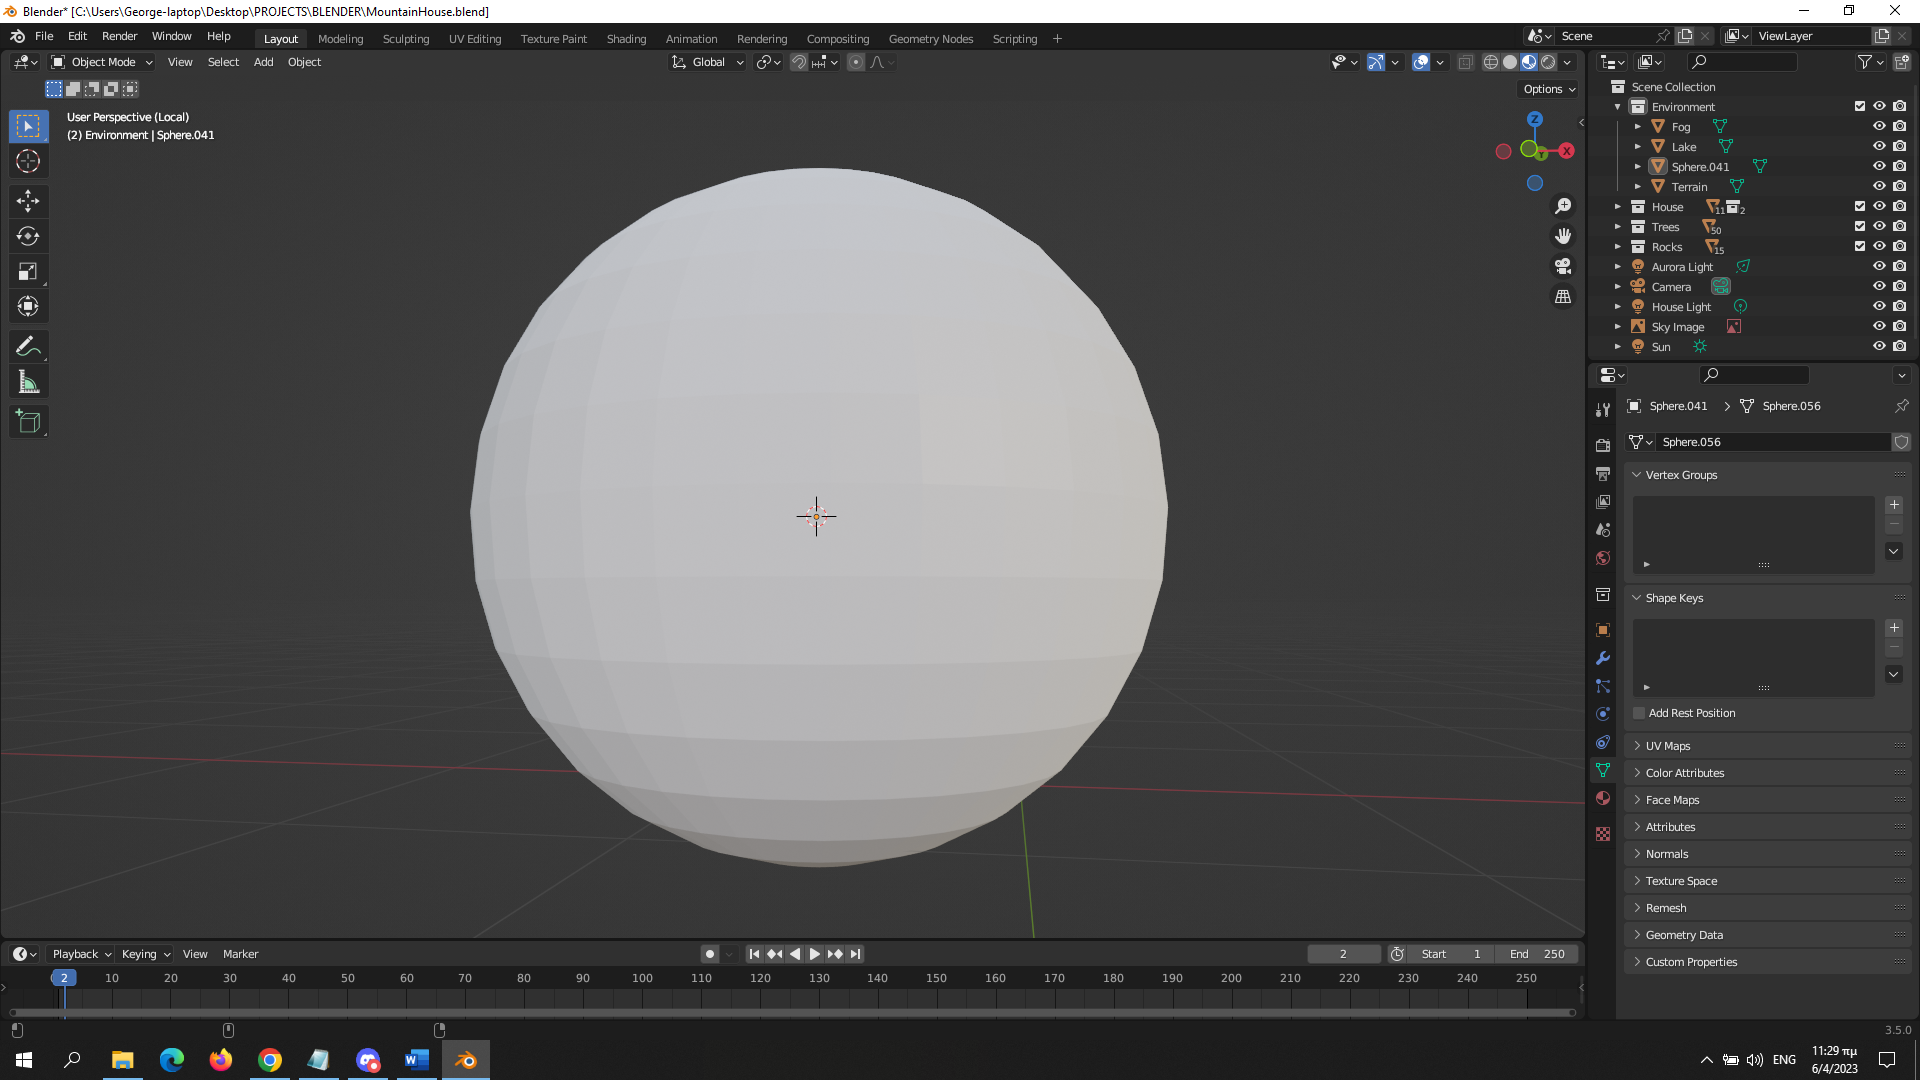 Blender* [C:\Users\George-laptop\Desktop\PROJECTS\BLENDER\MountainHouse.blend]
File Edit Render Window Help Layout Modeling Sculpting UV Editing Texture Paint Shading Animation Rendering Compositing Geometry Nodes Scripting + Scene ViewLayer
Object Mode View Select Add Object Global
Options
User Perspective (Local)
(2) Environment | Sphere.041
Z
X
Y
Scene Collection
Environment
Fog
Lake
Sphere.041
Terrain
House 11 2
Trees 50
Rocks 15
Aurora Light
Camera
House Light
Sky Image
Sun
Sphere.041 > Sphere.056
Sphere.056
Vertex Groups
Shape Keys
Add Rest Position
UV Maps
Color Attributes
Face Maps
Attributes
Normals
Texture Space
Remesh
Geometry Data
Custom Properties
Playback Keying View Marker 2 Start 1 End 250
2 10 20 30 40 50 60 70 80 90 100 110 120 130 140 150 160 170 180 190 200 210 220 230 240 250
3.5.0
ENG
11:29 πμ
6/4/2023